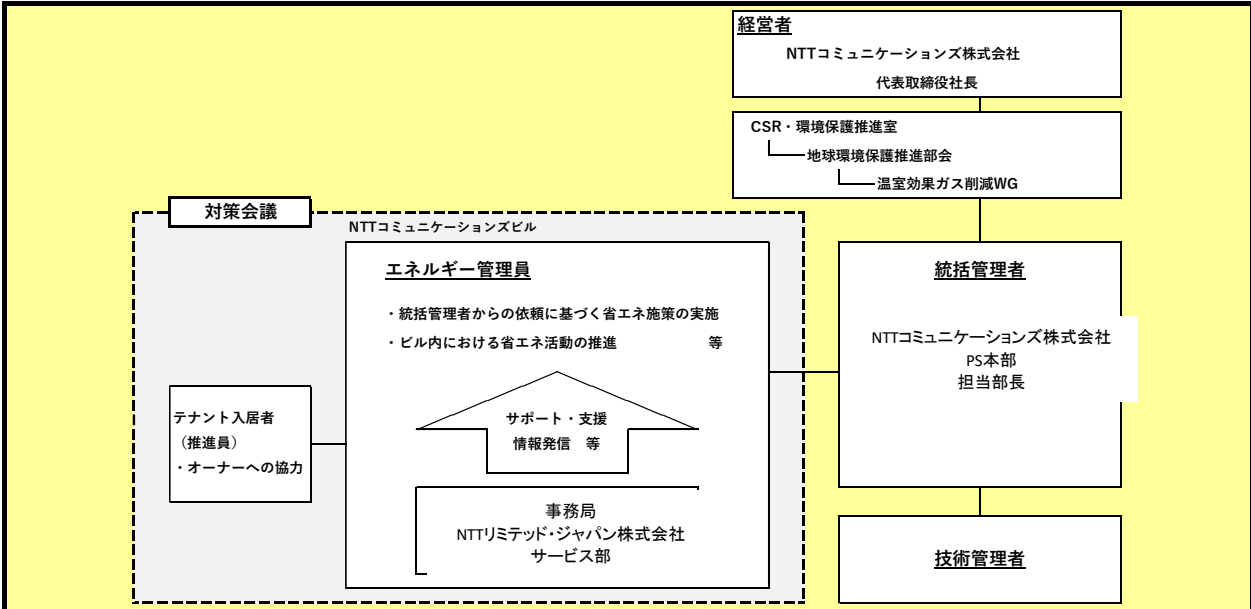 経営者
NTTコミュニケーションズ株式会社
代表取締役社長
CSR・環境保護推進室
地球環境保護推進部会
温室効果ガス削減WG
対策会議
NTTコミュニケーションズビル
エネルギー管理員
・統括管理者からの依頼に基づく省エネ施策の実施
・ビル内における省エネ活動の推進　　　　　　等
サポート・支援
情報発信　等
事務局
NTTリミテッド・ジャパン株式会社
サービス部
テナント入居者
（推進員）
・オーナーへの協力
統括管理者
NTTコミュニケーションズ株式会社
PS本部
担当部長
技術管理者